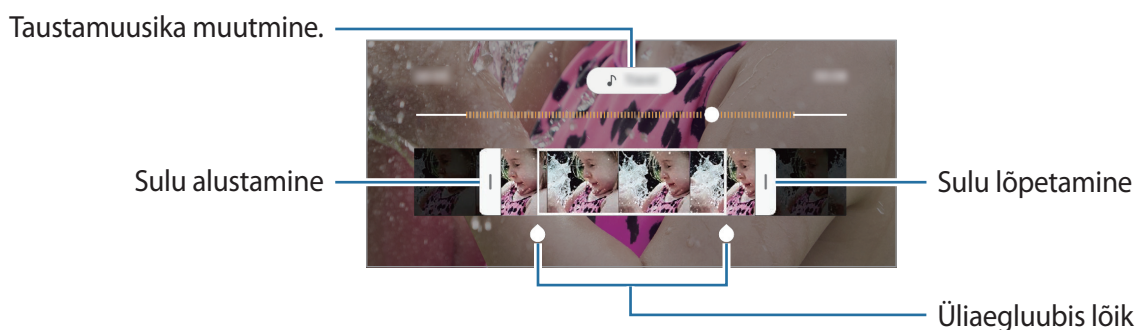 Taustamuusika muutmine.
Sulu alustamine
Sulu lõpetamine
Üliaegluubis lõik